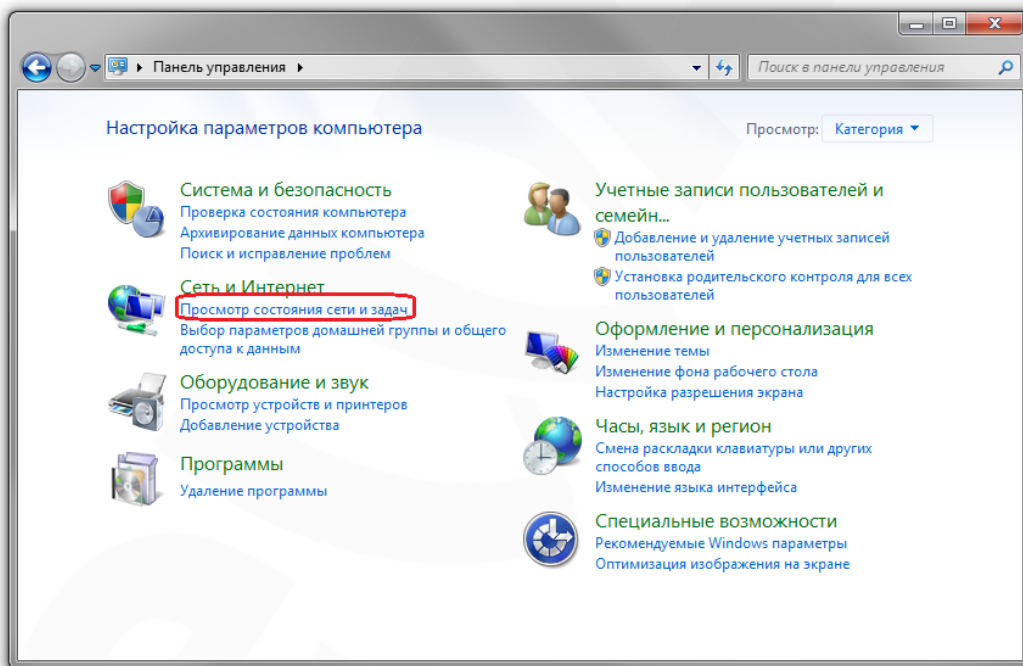 Панель управления
Поиск в панели управления
Настройка параметров компьютера
Просмотр: Категория
Система и безопасность
Проверка состояния компьютера
Архивирование данных компьютера
Поиск и исправление проблем
Сеть и Интернет
Просмотр состояния сети и задач
Выбор параметров домашней группы и общего
доступа к данным
Оборудование и звук
Просмотр устройств и принтеров
Добавление устройства
Программы
Удаление программы
Учетные записи пользователей и
семейн...
Добавление и удаление учетных записей
пользователей
Установка родительского контроля для всех
пользователей
Оформление и персонализация
Изменение темы
Изменение фона рабочего стола
Настройка разрешения экрана
Часы, язык и регион
Смена раскладки клавиатуры или других
способов ввода
Изменение языка интерфейса
Специальные возможности
Рекомендуемые Windows параметры
Оптимизация изображения на экране